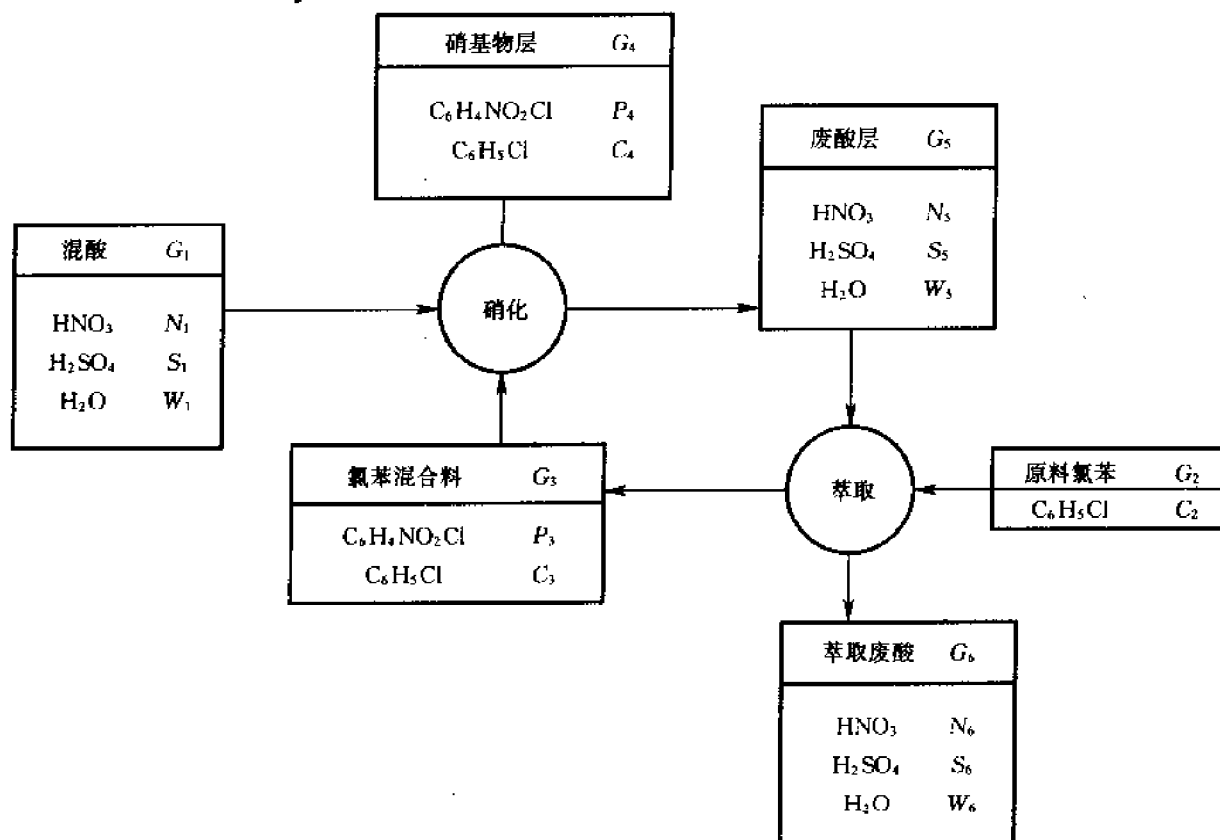 硝基物层 G₄
C₆H₄NO₂Cl P₄
C₆H₅Cl C₄
废酸层 G₅
HNO₃ N₅
H₂SO₄ S₅
H₂O W₅
混酸 G₁
HNO₃ N₁
H₂SO₄ S₁
H₂O W₁
硝化
氯苯混合料 G₃
C₆H₄NO₂Cl P₃
C₆H₅Cl C₃
萃取
原料氯苯 G₂
C₆H₅Cl C₂
萃取废酸 G₆
HNO₃ N₆
H₂SO₄ S₆
H₂O W₆